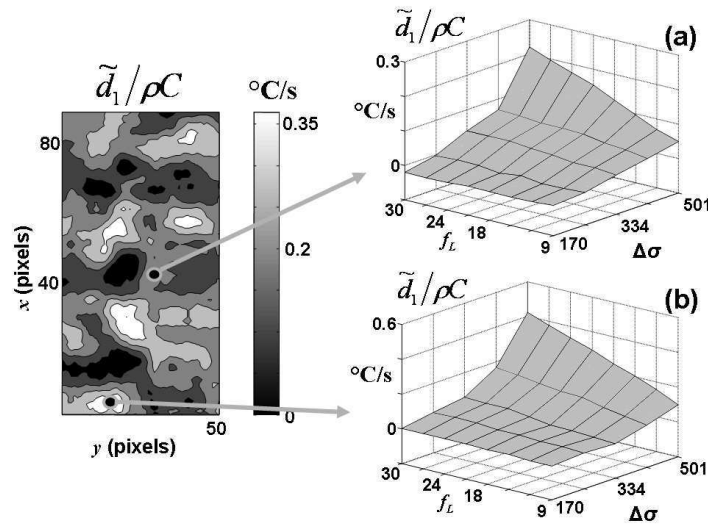 d̃₁/ρC
°C/s
80
40
x (pixels)
50
y (pixels)
0.35
0.2
0
d̃₁/ρC
(a)
0.3
°C/s
0
30
24
18
9
f_L
170
334
501
Δσ
d̃₁/ρC
(b)
0.6
°C/s
0
30
24
18
9
f_L
170
334
501
Δσ